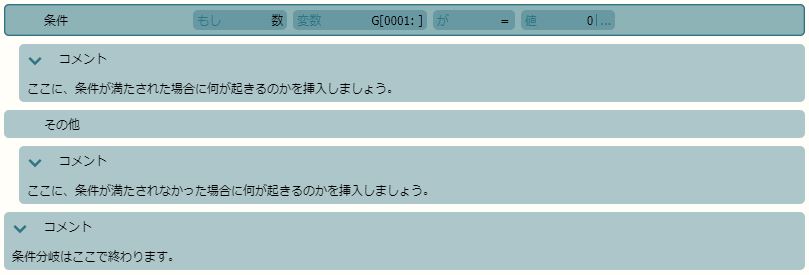 条件 もし 数 変数 G[0001: ] が = 値 0|...
コメント
ここに、条件が満たされた場合に何が起きるのかを挿入しましょう。
その他
コメント
ここに、条件が満たされなかった場合に何が起きるのかを挿入しましょう。
コメント
条件分岐はここで終わります。